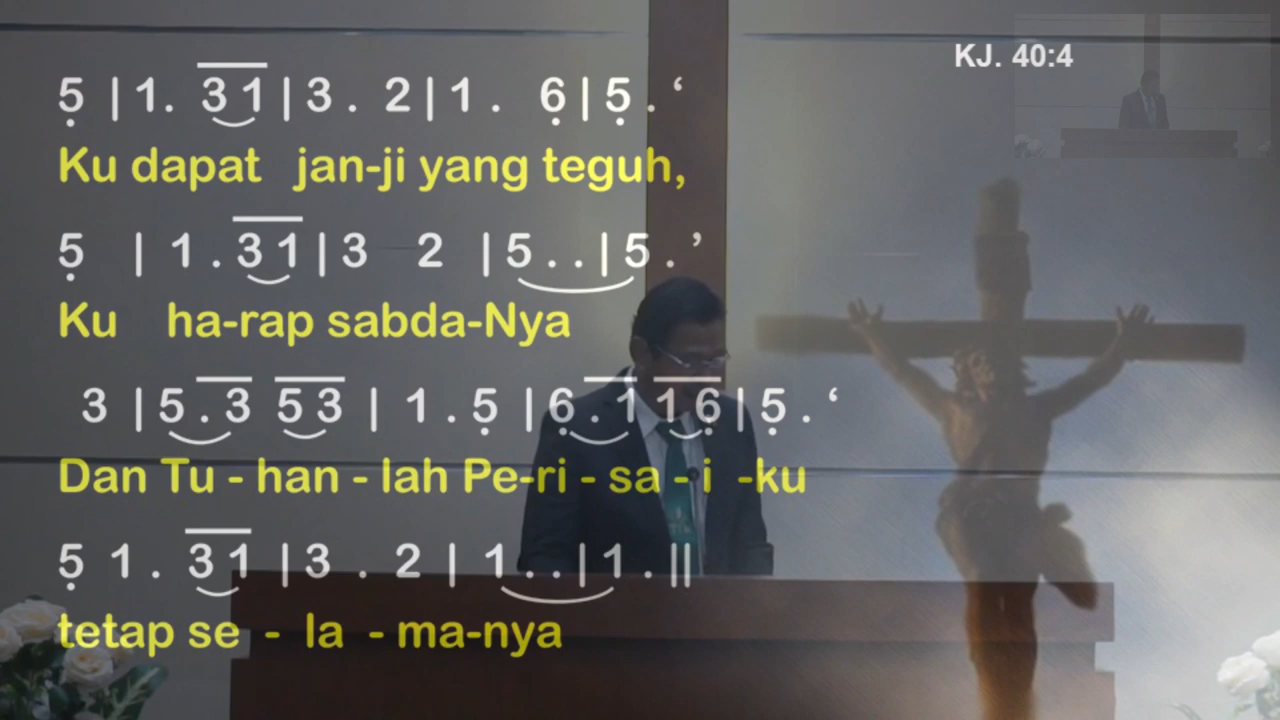 KJ. 40:4
5̣ | 1. 3 1 | 3 . 2 | 1 . 6̣ | 5̣ . ‘
Ku dapat jan-ji yang teguh,
5̣ | 1 . 3 1 | 3 2 | 5 . . | 5 . ’
Ku ha-rap sabda-Nya
3 | 5 . 3 5 3 | 1 . 5̣ | 6̣ . 1 1 6̣ | 5̣ . ‘
Dan Tu - han - lah Pe-ri - sa - i -ku
5̣ 1 . 3 1 | 3 . 2 | 1 . . | 1 . ||
tetap se - la - ma-nya